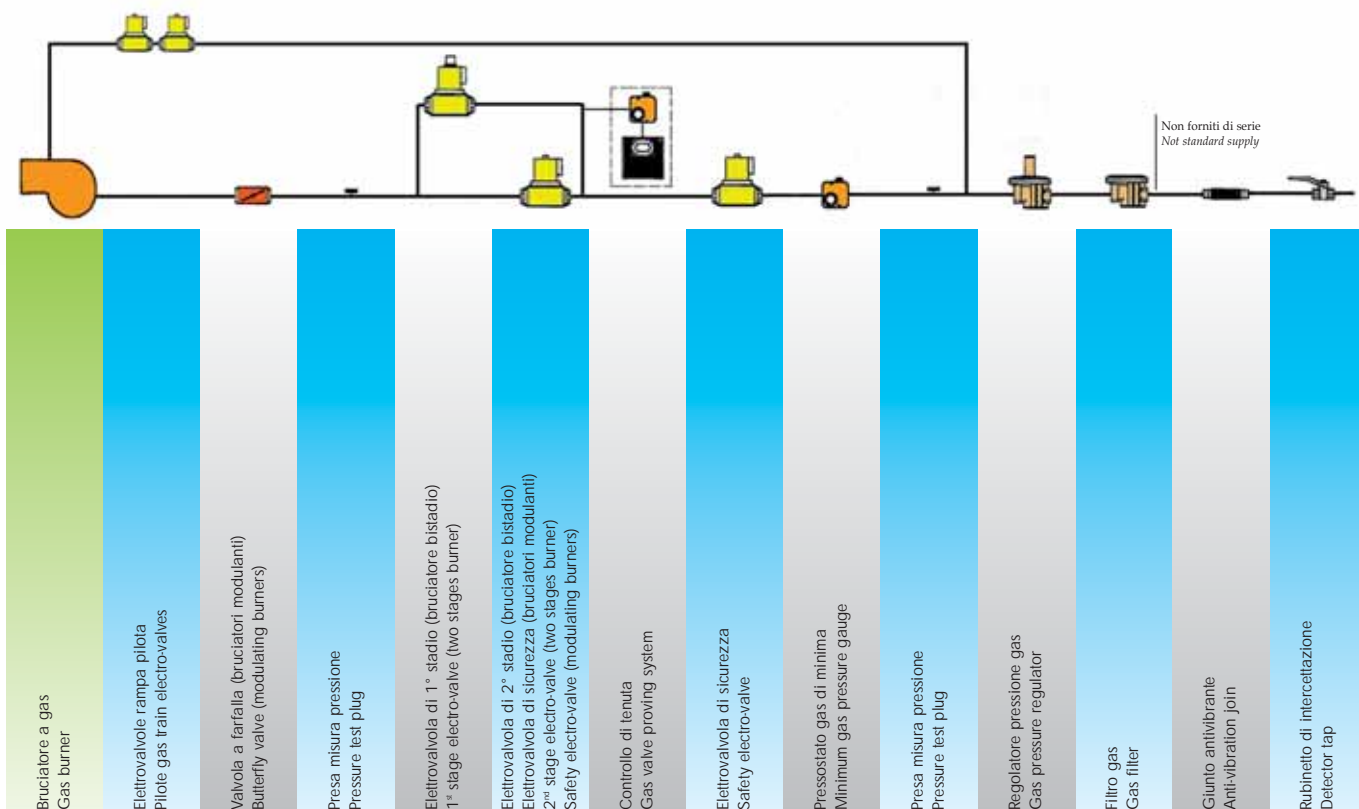 Non forniti di serie
Not standard supply
Bruciatore a gas
Gas burner
Elettrovalvole rampa pilota
Pilote gas train electro-valves
Valvola a farfalla (bruciatori modulanti)
Butterfly valve (modulating burners)
Presa misura pressione
Pressure test plug
Elettrovalvola di 1° stadio (bruciatore bistadio)
1st stage electro-valve (two stages burner)
Elettrovalvola di 2° stadio (bruciatore bistadio)
Elettrovalvola di sicurezza (bruciatori modulanti)
2nd stage electro-valve (two stages burner)
Safety electro-valve (modulating burners)
Controllo di tenuta
Gas valve proving system
Elettrovalvola di sicurezza
Safety electro-valve
Pressostato gas di minima
Minimum gas pressure gauge
Presa misura pressione
Pressure test plug
Regolatore pressione gas
Gas pressure regulator
Filtro gas
Gas filter
Giunto antivibrante
Anti-vibration join
Rubinetto di intercettazione
Detector tap